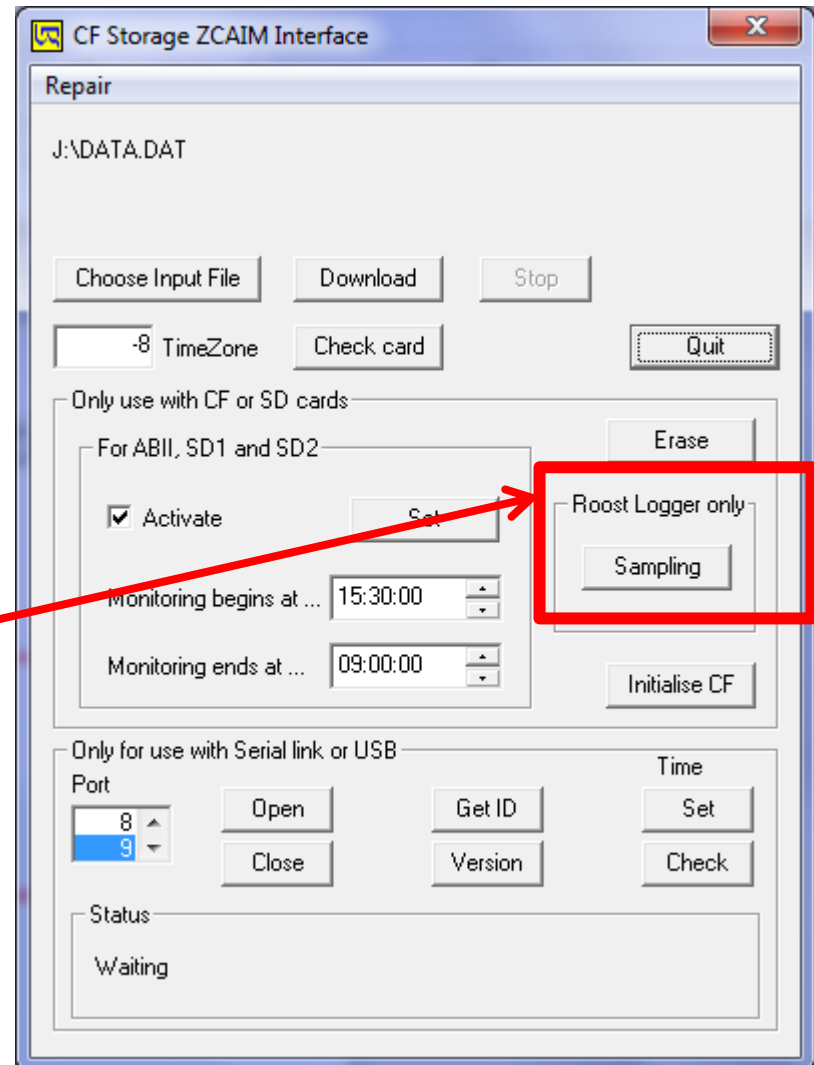 CF Storage ZCAIM Interface
Repair
J:\DATA.DAT
Choose Input File Download Stop
-8 TimeZone Check card Quit
Only use with CF or SD cards
For ABII, SD1 and SD2 Erase
Activate Set Roost Logger only
Sampling
Monitoring begins at ... 15:30:00
Monitoring ends at ... 09:00:00 Initialise CF
Only for use with Serial link or USB
Port Time
8 Open Get ID Set
9 Close Version Check
Status
Waiting